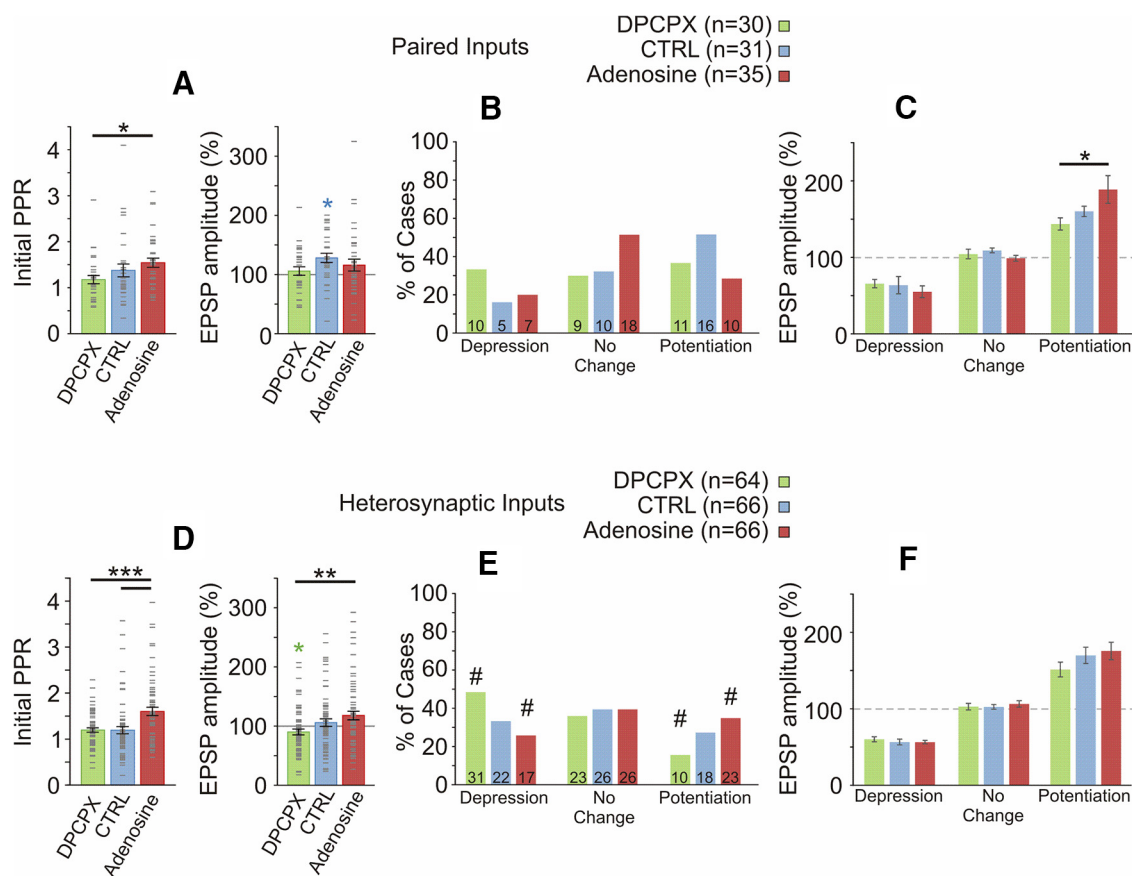 DPCPX (n=30)
Paired Inputs
CTRL (n=31)
Adenosine (n=35)
A
B
C
Initial PPR
4
3
2
1
0
*
DPCPX
CTRL
Adenosine
EPSP amplitude (%)
300
200
100
0
*
DPCPX
CTRL
Adenosine
% of Cases
100
80
60
40
20
0
10 5 7
9 10 18
11 16 10
Depression
No
Change
Potentiation
EPSP amplitude (%)
200
100
0
*
Depression
No
Change
Potentiation
DPCPX (n=64)
Heterosynaptic Inputs
CTRL (n=66)
Adenosine (n=66)
D
E
F
Initial PPR
4
3
2
1
0
***
DPCPX
CTRL
Adenosine
EPSP amplitude (%)
300
200
100
0
**
*
DPCPX
CTRL
Adenosine
% of Cases
100
80
60
40
20
0
# # # #
31 22 17
23 26 26
10 18 23
Depression
No
Change
Potentiation
EPSP amplitude (%)
200
100
0
Depression
No
Change
Potentiation